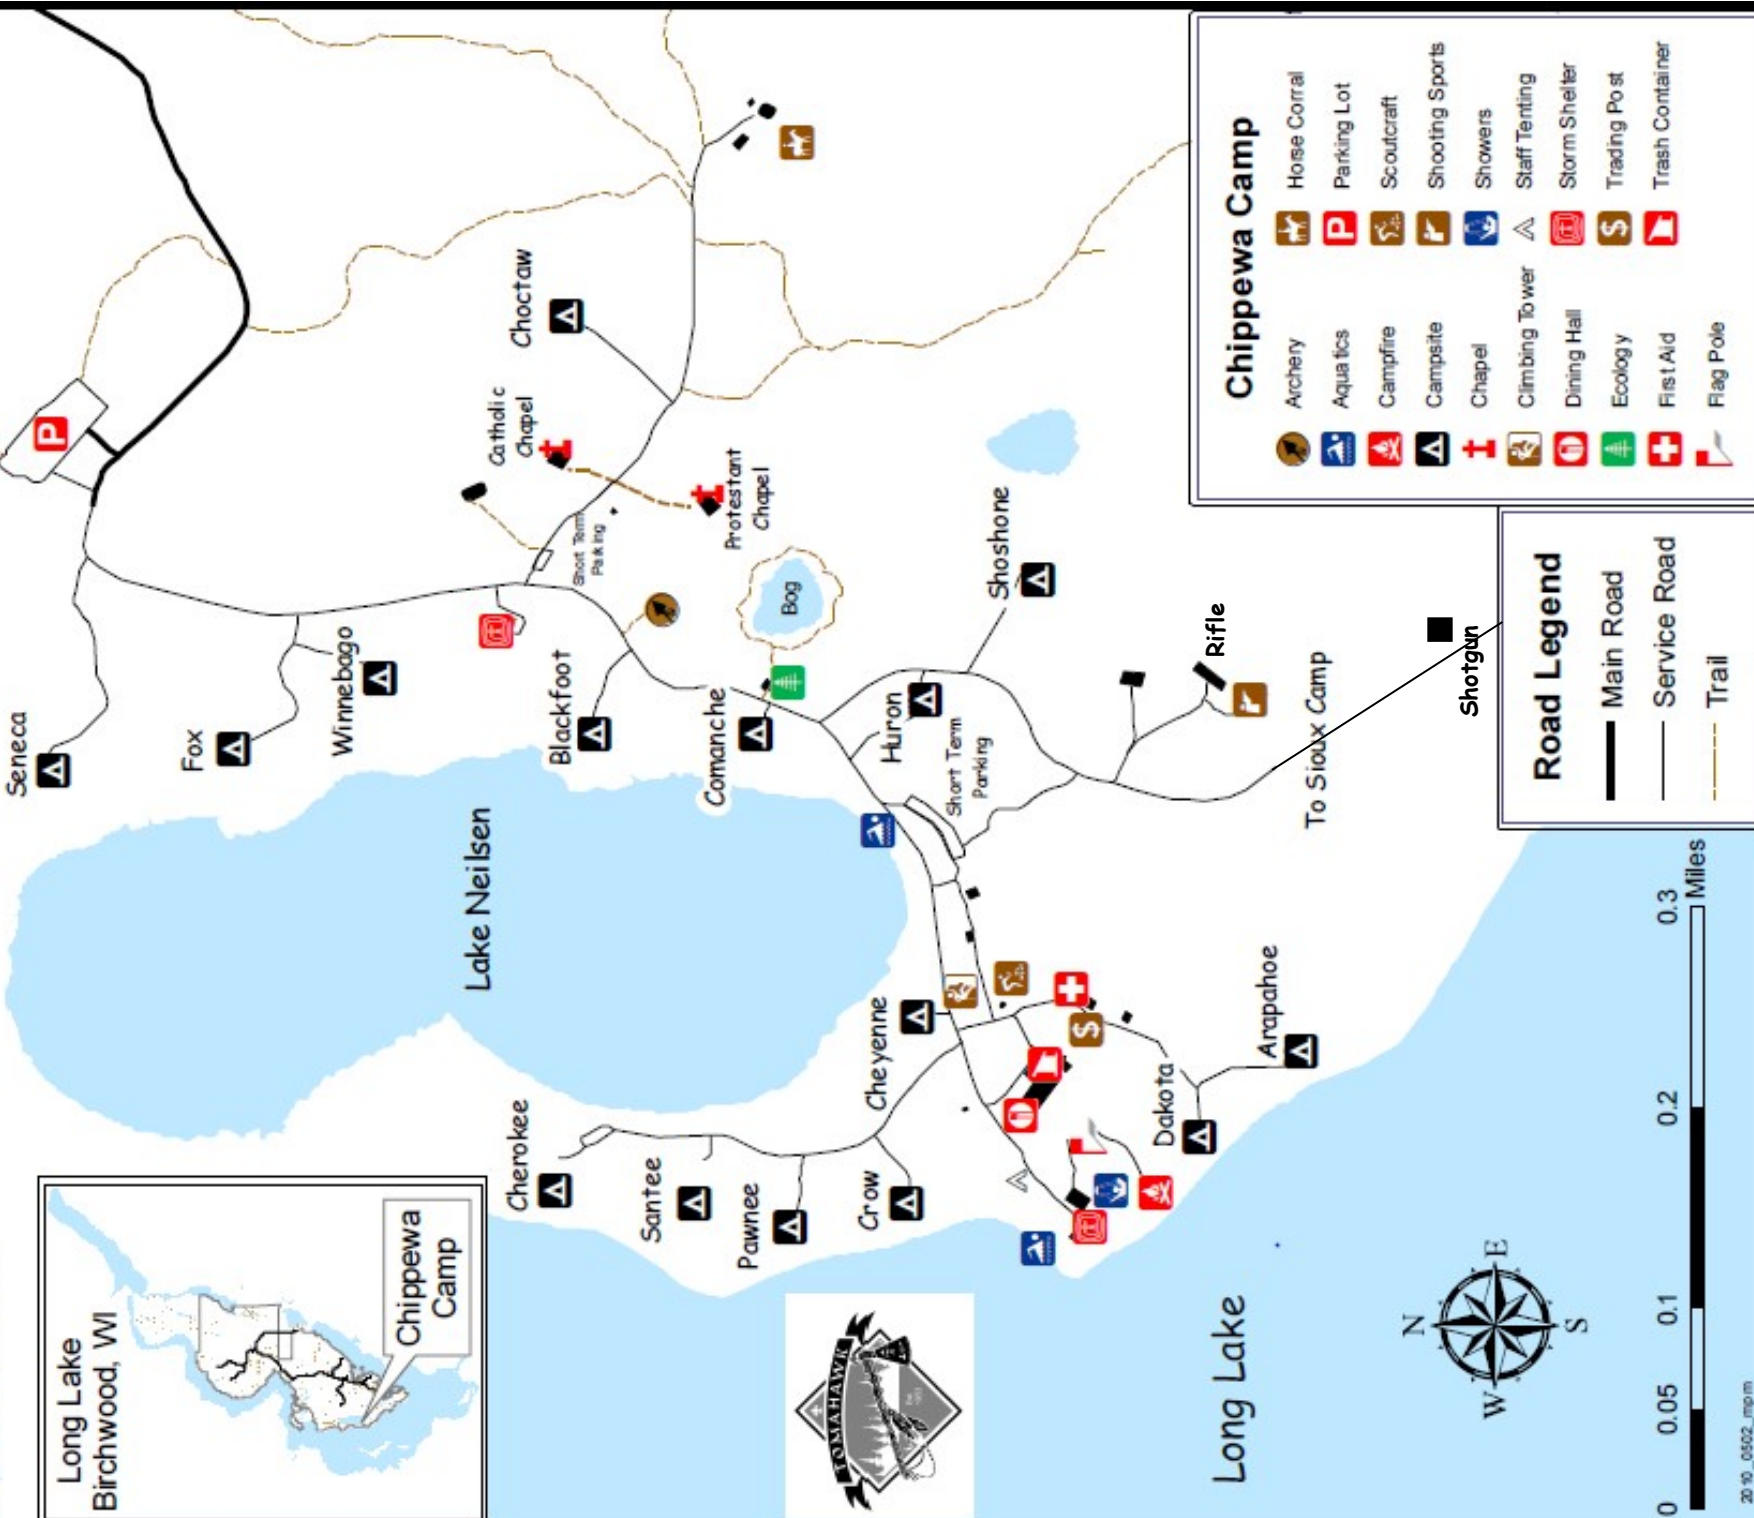 Long Lake
Birchwood, WI
Chippewa
Camp
Seneca
Fox
Winnebago
Blackfoot
Comanche
Lake Neilsen
Catholic
Chapel
Choctaw
Short Term
Parking
Protestant
Chapel
Bog
Shoshone
Huron
Short Term
Parking
Rifle
Shotgun
To Sioux Camp
Cherokee
Santee
Pawnee
Crow
Cheyenne
Dakota
Arapahoe
TOMAHAWK
Long Lake
N
E
S
W
P
$
Chippewa Camp
Archery
Aquatics
Campfire
Campsite
Chapel
Climbing Tower
Dining Hall
Ecology
First Aid
Flag Pole
Horse Corral
P Parking Lot
Scoutcraft
Shooting Sports
Showers
Staff Tenting
Storm Shelter
$ Trading Post
Trash Container
Road Legend
Main Road
Service Road
Trail
0 0.05 0.1 0.2 0.3
Miles
2010_0502_mpm